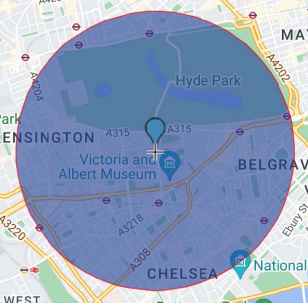 MAY
A4204
Hyde Park
Park
A315
A315
ENSINGTON
Victoria and
Albert Museum
BELGRAV
A3218
A3220
A308
Ebury St
CHELSEA
National
WEST